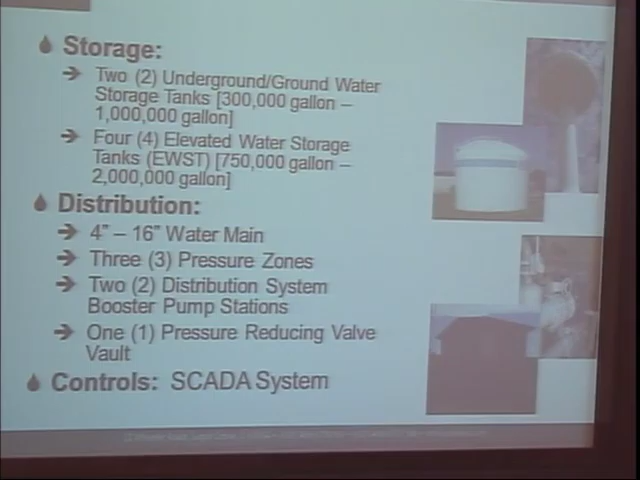 Storage:
Two (2) Underground/Ground Water
Storage Tanks [300,000 gallon –
1,000,000 gallon]
Four (4) Elevated Water Storage
Tanks (EWST) [750,000 gallon –
2,000,000 gallon]
Distribution:
4" – 16" Water Main
Three (3) Pressure Zones
Two (2) Distribution System
Booster Pump Stations
One (1) Pressure Reducing Valve
Vault
Controls: SCADA System